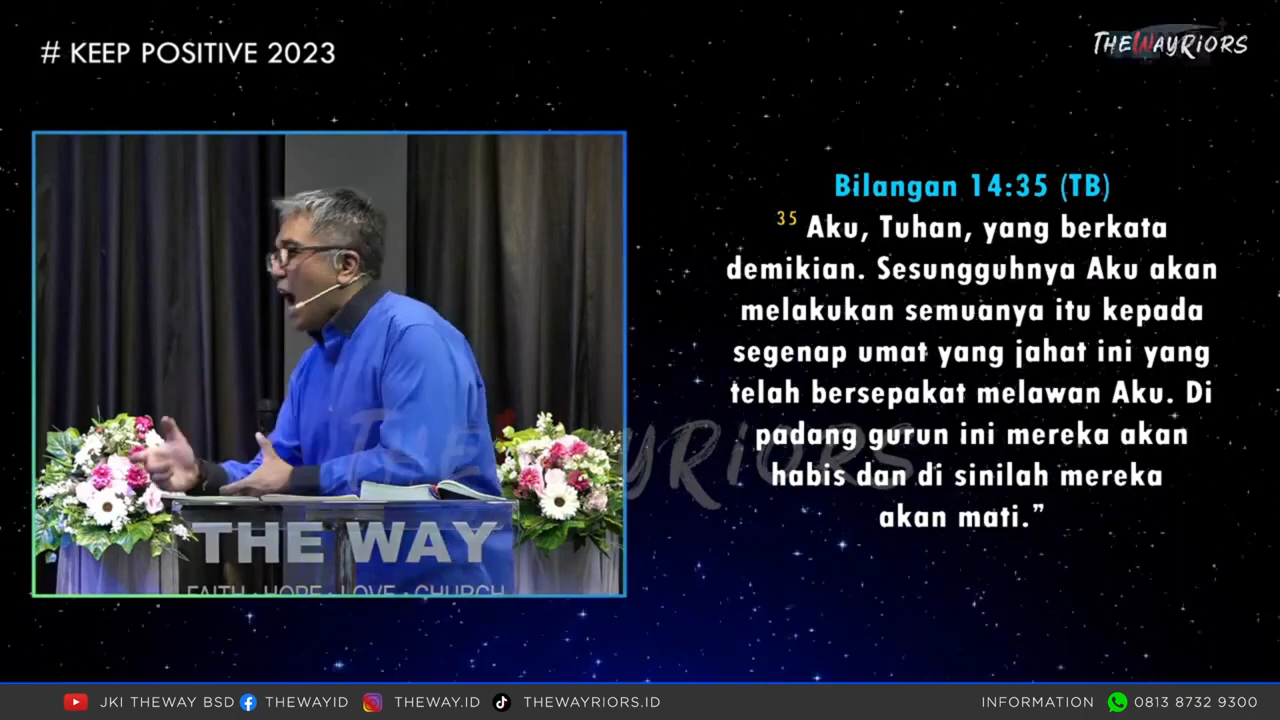 # KEEP POSITIVE 2023
THEWAYRIORS
Bilangan 14:35 (TB)
35 Aku, Tuhan, yang berkata
demikian. Sesungguhnya Aku akan
melakukan semuanya itu kepada
segenap umat yang jahat ini yang
telah bersepakat melawan Aku. Di
padang gurun ini mereka akan
habis dan di sinilah mereka
akan mati.”
THEWAYRIORS
THE WAY
FAITH · HOPE · LOVE · CHURCH
JKI THEWAY BSD THEWAYID THEWAY.ID THEWAYRIORS.ID INFORMATION 0813 8732 9300